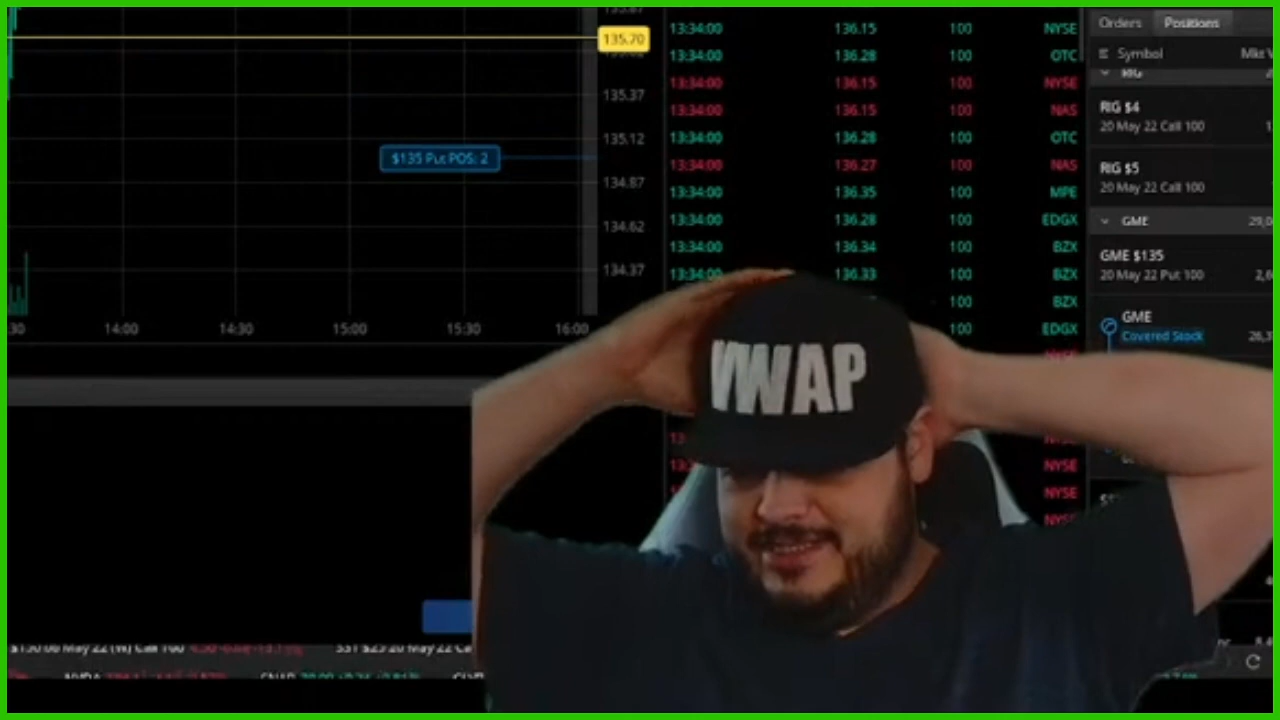 135.70
135.37
135.12
134.87
134.62
134.37
$135 Put POS: 2
:30 14:00 14:30 15:00 15:30 16:00
13:34:00 136.15 100 NYSE
13:34:00 136.28 100 OTC
13:34:00 136.15 100 NYSE
13:34:00 136.15 100 NAS
13:34:00 136.28 100 OTC
13:34:00 136.27 100 NAS
13:34:00 136.35 100 MPE
13:34:00 136.28 100 EDGX
13:34:00 136.34 100 BZX
13:34:00 136.33 100 BZX
100 BZX
100 EDGX
NYSE
NYSE
Orders Positions
Symbol Mkt V
RIG
RIG $4
20 May 22 Call 100
RIG $5
20 May 22 Call 100
GME
GME $135
20 May 22 Put 100
GME
Covered Stock
VWAP